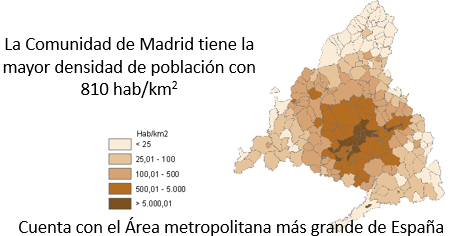 La Comunidad de Madrid tiene la
mayor densidad de población con
810 hab/km2
Hab/km2
< 25
25,01 - 100
100,01 - 500
500,01 - 5.000
> 5.000,01
Cuenta con el Área metropolitana más grande de España